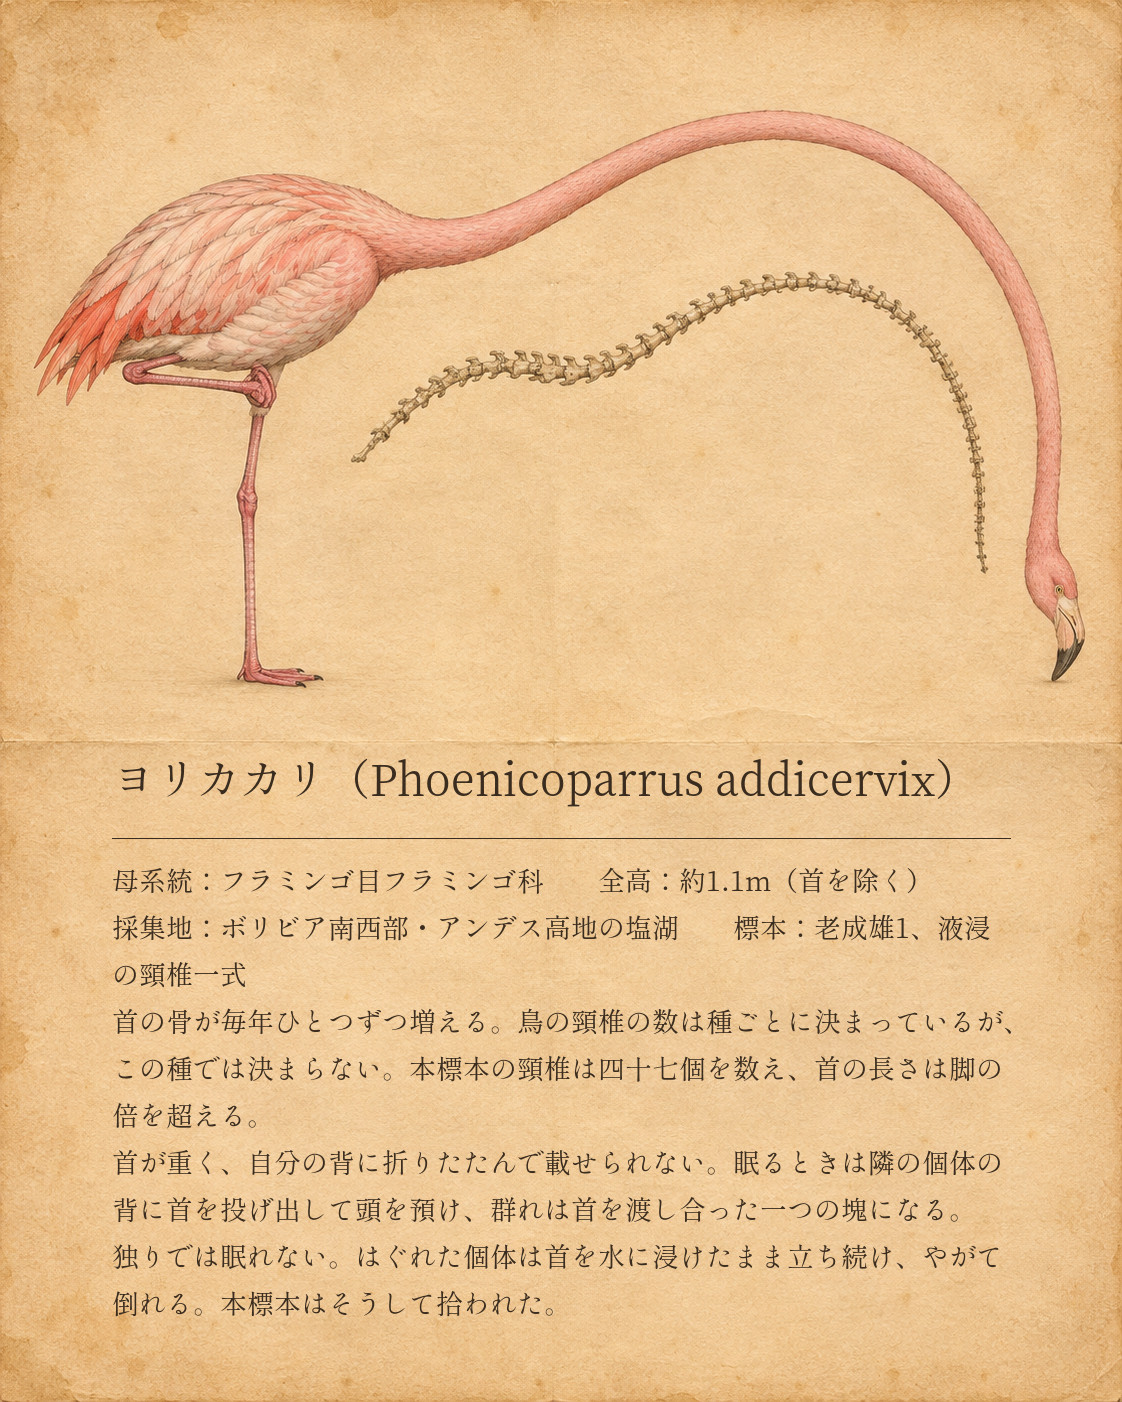 ヨリカカリ（Phoenicoparrus addicervix）
母系統：フラミンゴ目フラミンゴ科　　全高：約1.1m（首を除く）
採集地：ボリビア南西部・アンデス高地の塩湖　　標本：老成雄1、液浸
の頸椎一式
首の骨が毎年ひとつずつ増える。鳥の頸椎の数は種ごとに決まっているが、
この種では決まらない。本標本の頸椎は四十七個を数え、首の長さは脚の
倍を超える。
首が重く、自分の背に折りたたんで載せられない。眠るときは隣の個体の
背に首を投げ出して頭を預け、群れは首を渡し合った一つの塊になる。
独りでは眠れない。はぐれた個体は首を水に浸けたまま立ち続け、やがて
倒れる。本標本はそうして拾われた。